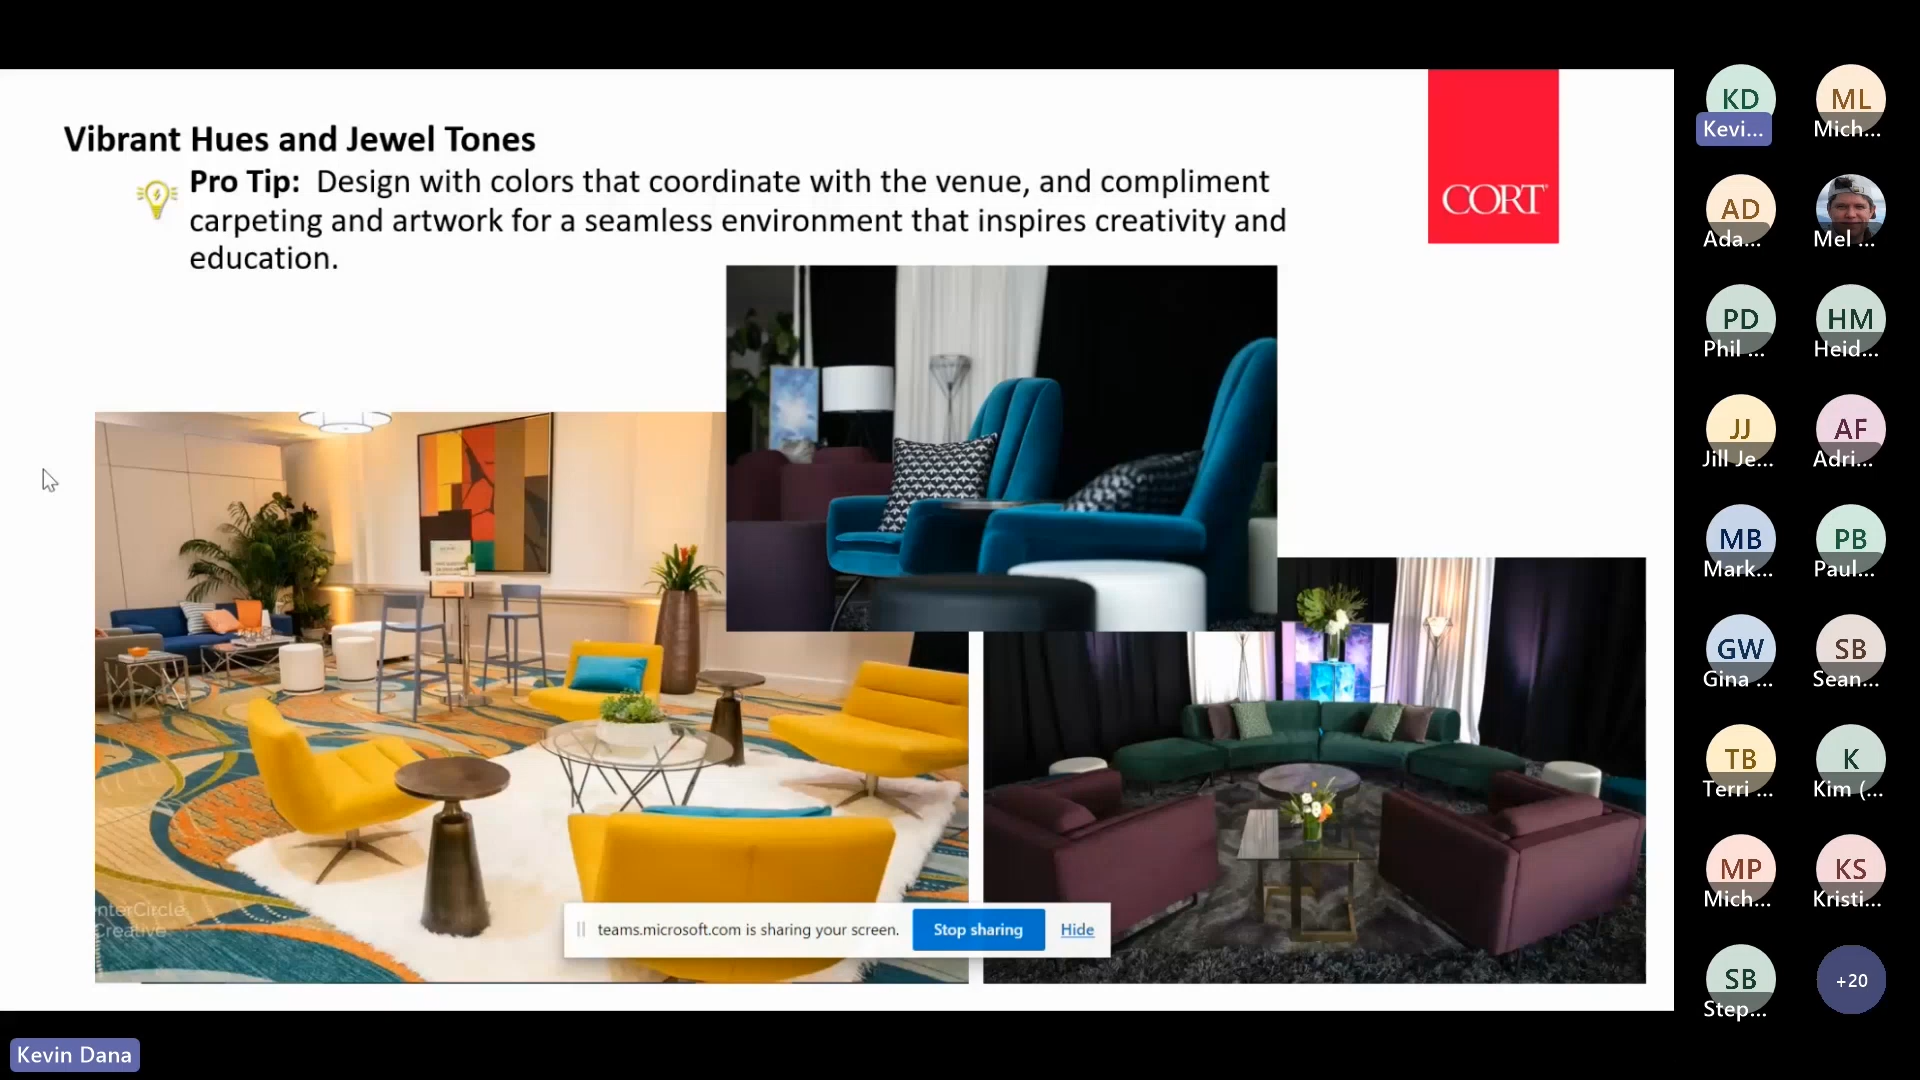 Vibrant Hues and Jewel Tones
Pro Tip: Design with colors that coordinate with the venue, and compliment
carpeting and artwork for a seamless environment that inspires creativity and
education.
CORT
nterCircle
Creative
teams.microsoft.com is sharing your screen.
Stop sharing
Hide
Kevin Dana
KD
Kevi...
ML
Mich...
AD
Ada...
Mel ...
PD
Phil ...
HM
Heid...
JJ
Jill Je...
AF
Adri...
MB
Mark...
PB
Paul...
GW
Gina ...
SB
Sean...
TB
Terri ...
K
Kim (...
MP
Mich...
KS
Kristi...
SB
Step...
+20